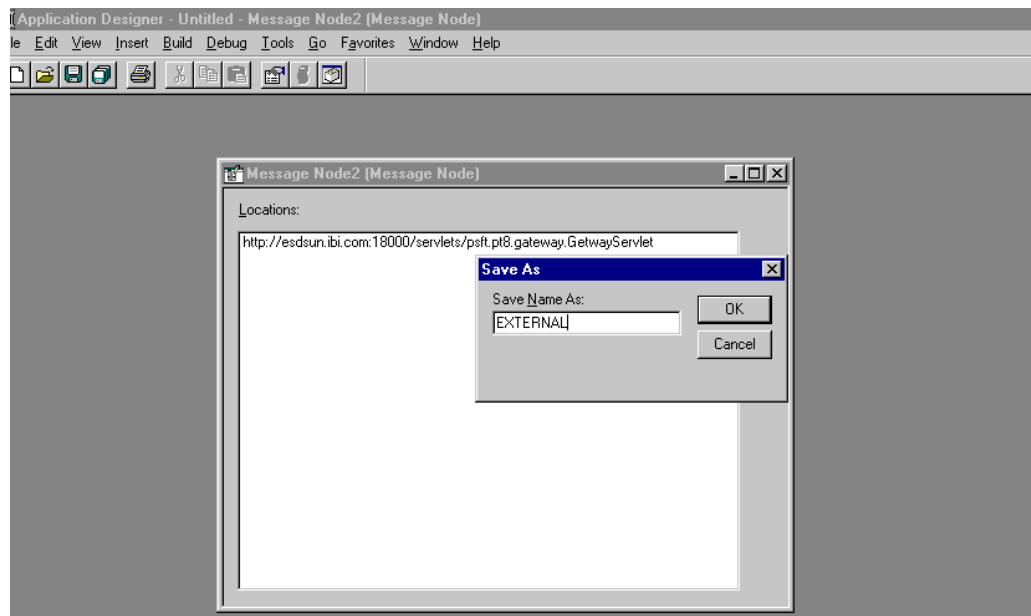 Application Designer - Untitled - Message Node2 (Message Node)
le Edit View Insert Build Debug Tools Go Favorites Window Help
Message Node2 (Message Node)
Locations:
http://esdsun.ibi.com:18000/servlets/psft.pt8.gateway.GetwayServlet
Save As
Save Name As:
OK
EXTERNAL
Cancel